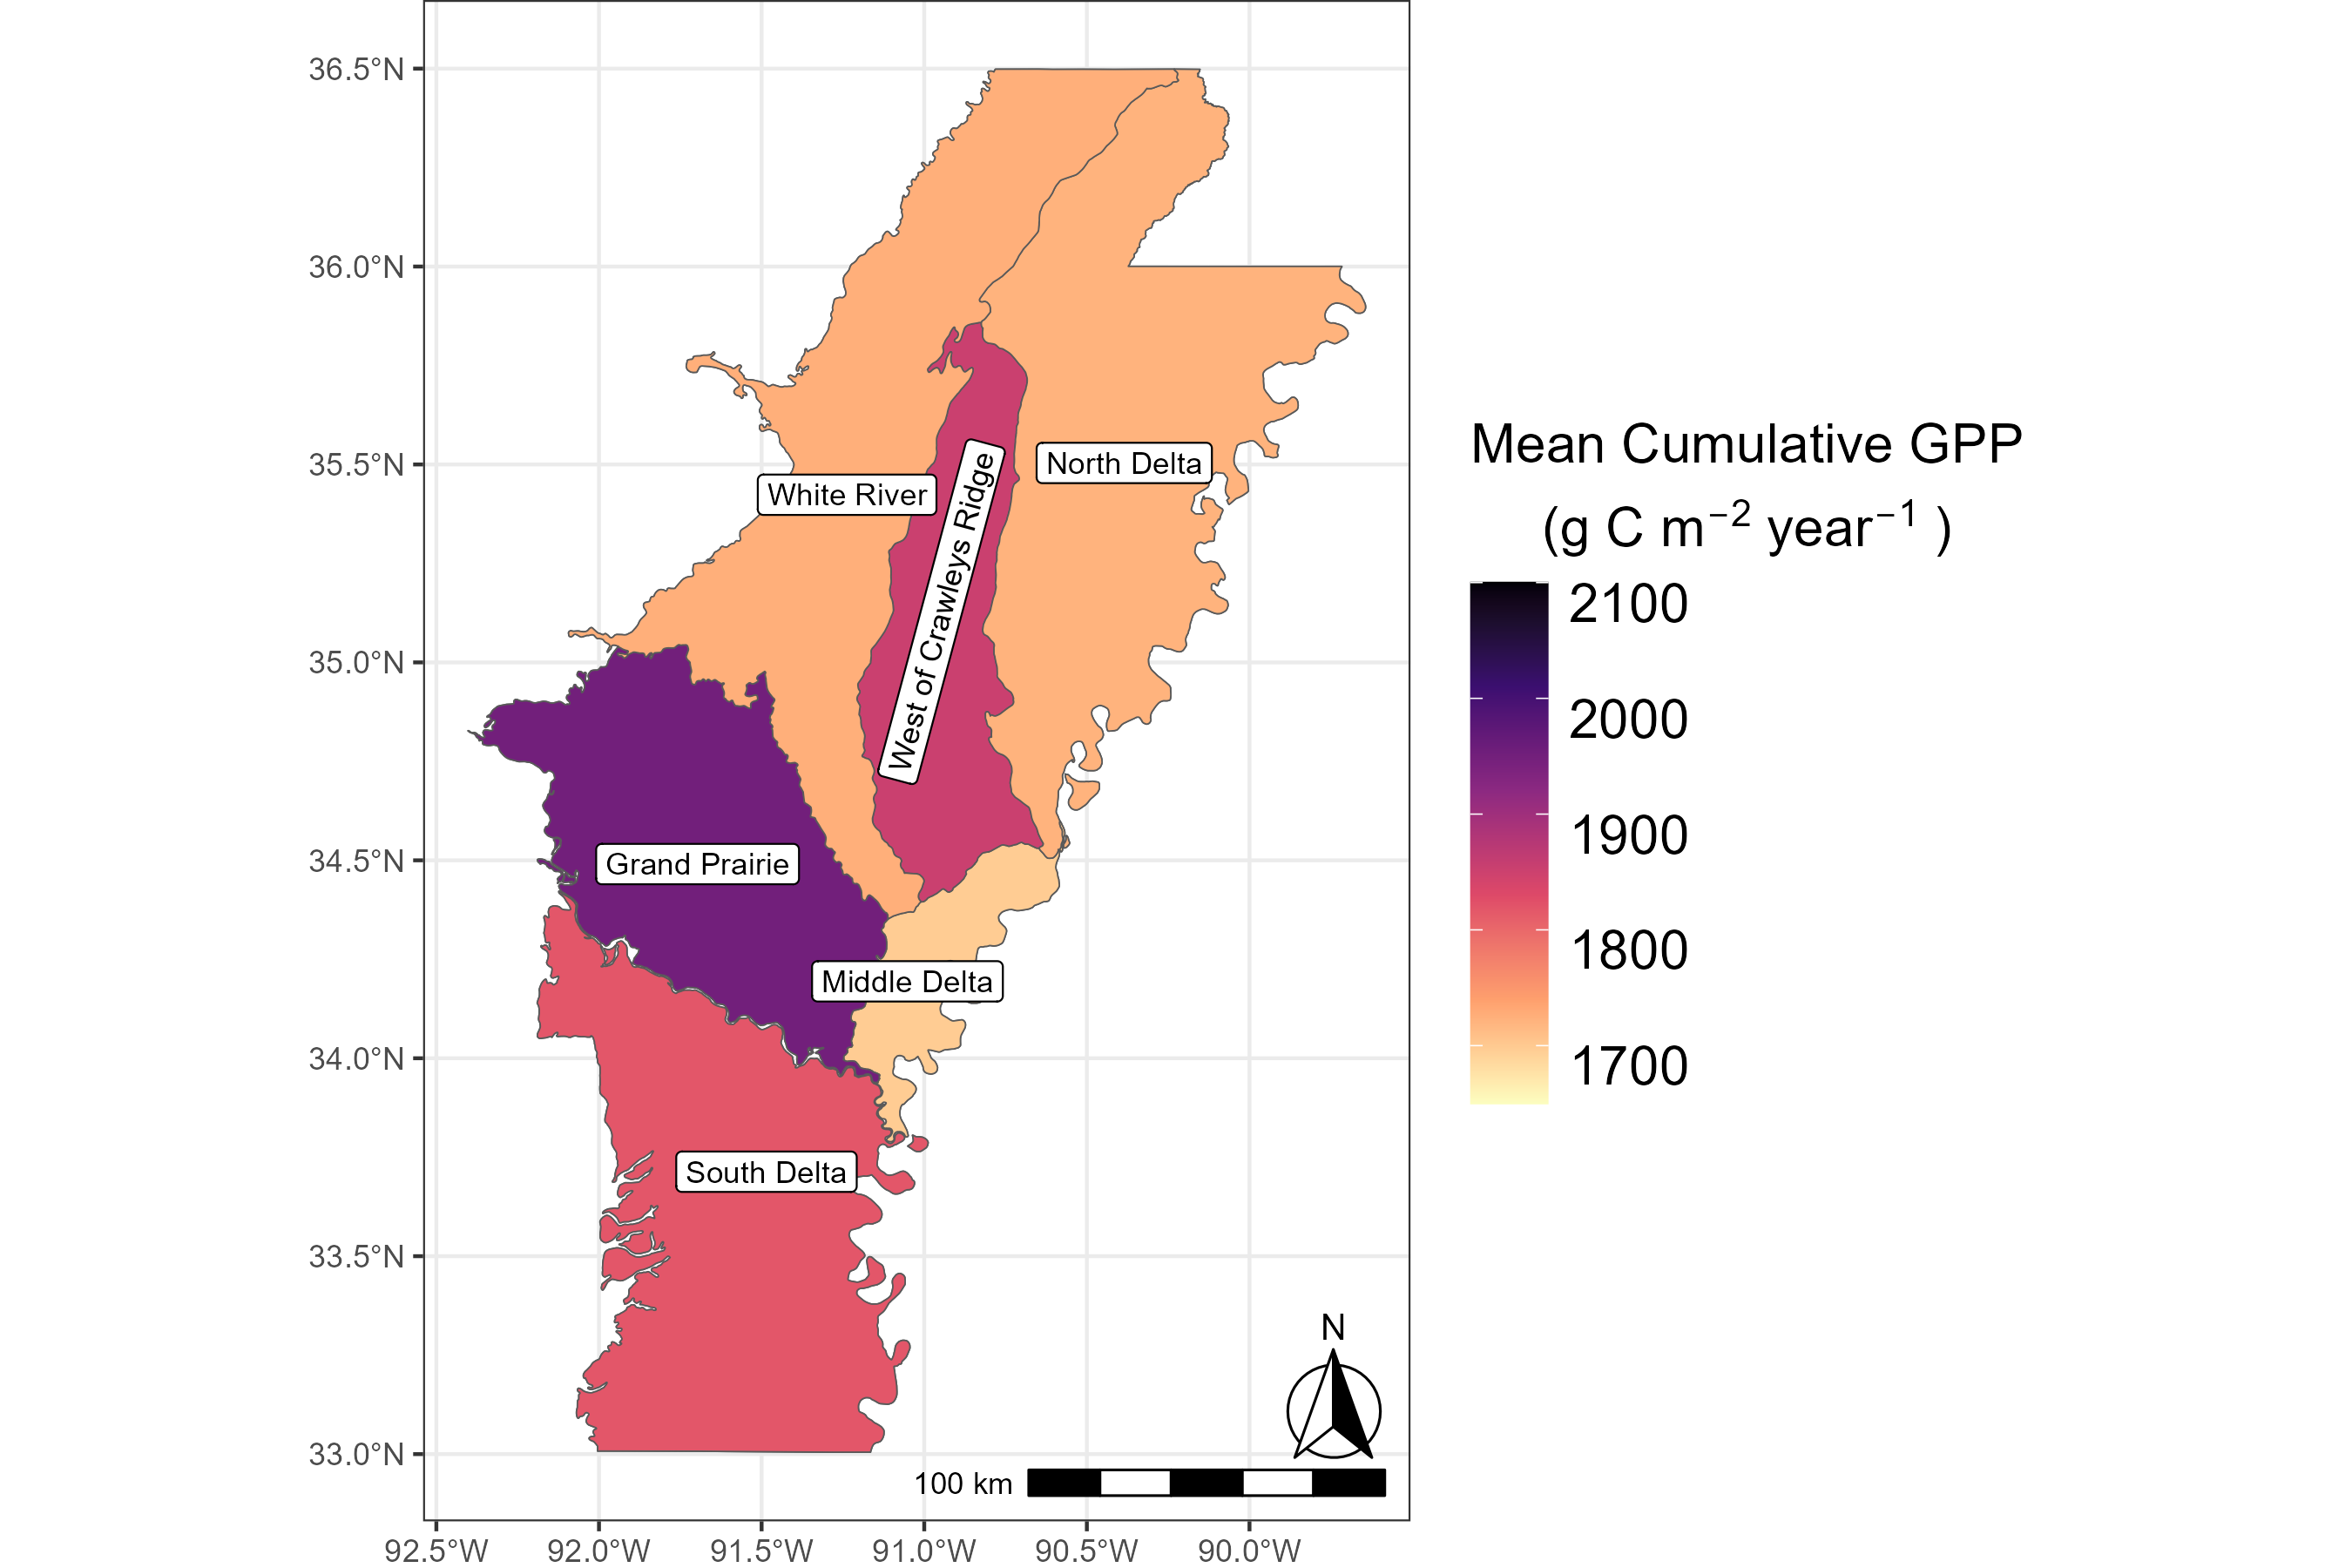 36.5°N
36.0°N
35.5°N
35.0°N
34.5°N
34.0°N
33.5°N
33.0°N
92.5°W
92.0°W
91.5°W
91.0°W
90.5°W
90.0°W
North Delta
White River
West of Crawleys Ridge
Grand Prairie
Middle Delta
South Delta
N
100 km
Mean Cumulative GPP
(g C m⁻² year⁻¹ )
2100
2000
1900
1800
1700